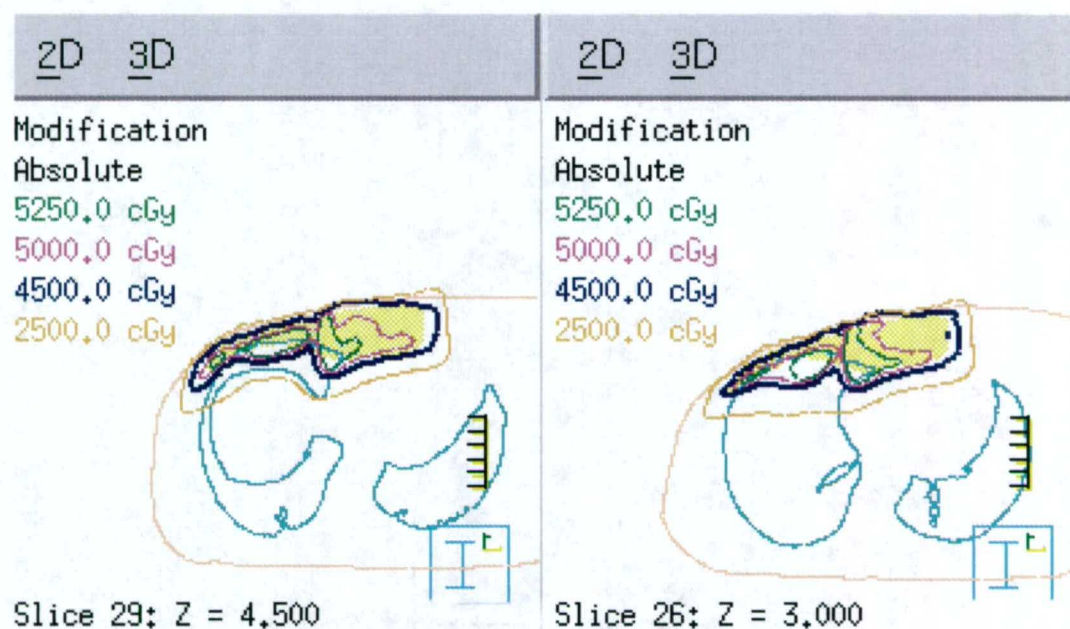 2D 3D
Modification
Absolute
5250.0 cGy
5000.0 cGy
4500.0 cGy
2500.0 cGy
Slice 29: Z = 4.500
2D 3D
Modification
Absolute
5250.0 cGy
5000.0 cGy
4500.0 cGy
2500.0 cGy
Slice 26: Z = 3.000